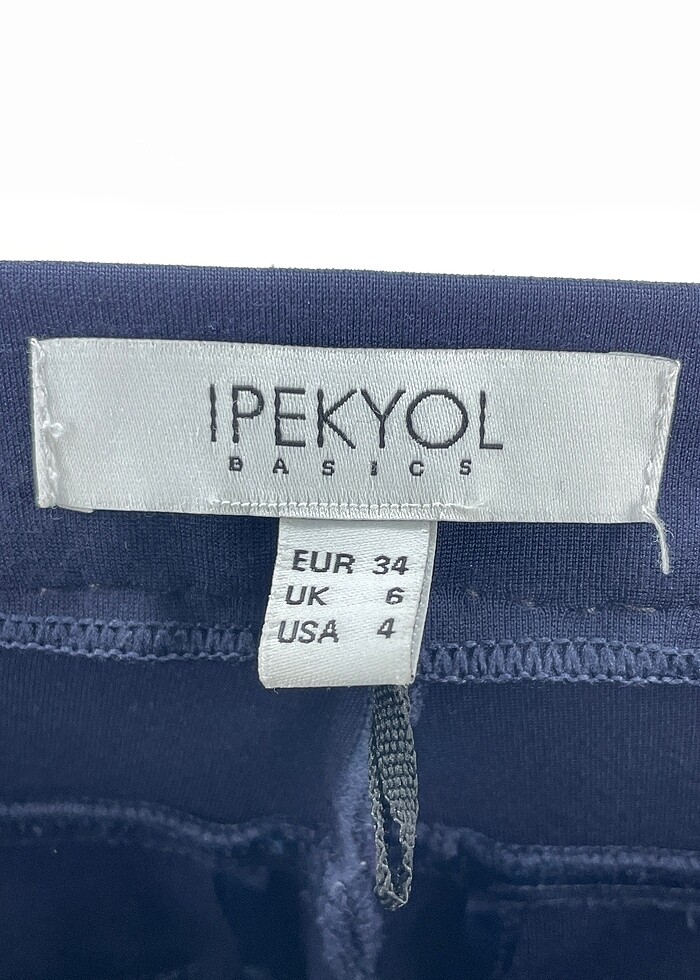 IPEKYOL
BASICS
EUR 34
UK 6
USA 4